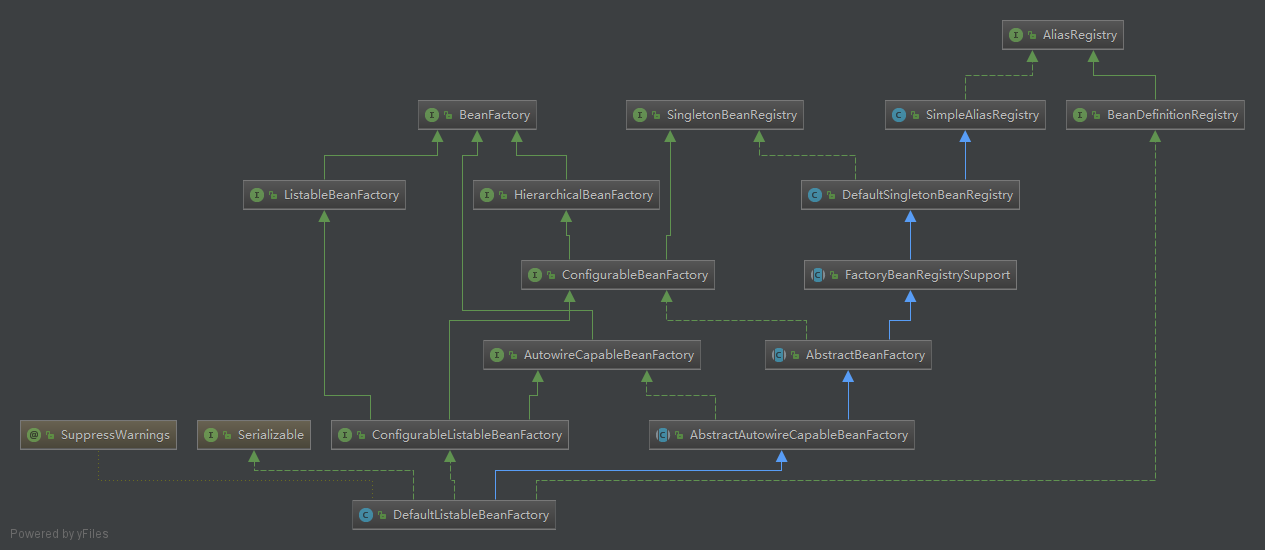 AliasRegistry
BeanFactory
SingletonBeanRegistry
SimpleAliasRegistry
BeanDefinitionRegistry
ListableBeanFactory
HierarchicalBeanFactory
DefaultSingletonBeanRegistry
ConfigurableBeanFactory
FactoryBeanRegistrySupport
AutowireCapableBeanFactory
AbstractBeanFactory
SuppressWarnings
Serializable
ConfigurableListableBeanFactory
AbstractAutowireCapableBeanFactory
DefaultListableBeanFactory
Powered by yFiles